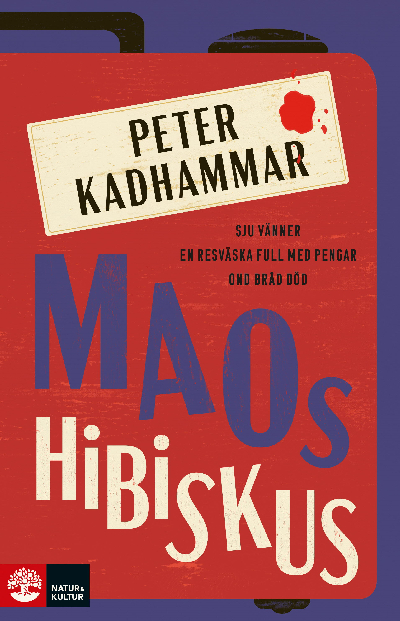 PETER
KADHAMMAR
SJU VÄNNER
EN RESVÄSKA FULL MED PENGAR
OND BRÅD DÖD
MAOS
HiBiSKUS
NATUR &
KULTUR